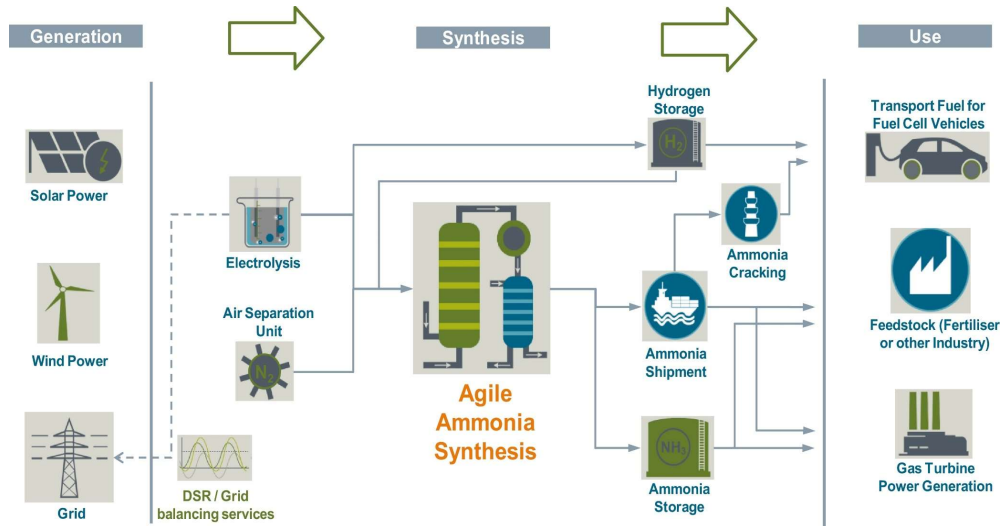 Generation
Synthesis
Use
Solar Power
Wind Power
Grid
Electrolysis
Air Separation
Unit
N2
DSR / Grid
balancing services
Agile
Ammonia
Synthesis
Hydrogen
Storage
H2
Ammonia
Cracking
Ammonia
Shipment
NH3
Ammonia
Storage
Transport Fuel for
Fuel Cell Vehicles
Feedstock (Fertiliser
or other Industry)
Gas Turbine
Power Generation